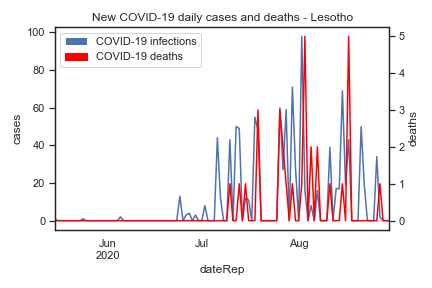 New COVID-19 daily cases and deaths - Lesotho
COVID-19 infections
COVID-19 deaths
100
80
60
40
20
0
cases
5
4
3
2
1
0
deaths
Jun
2020
Jul
Aug
dateRep